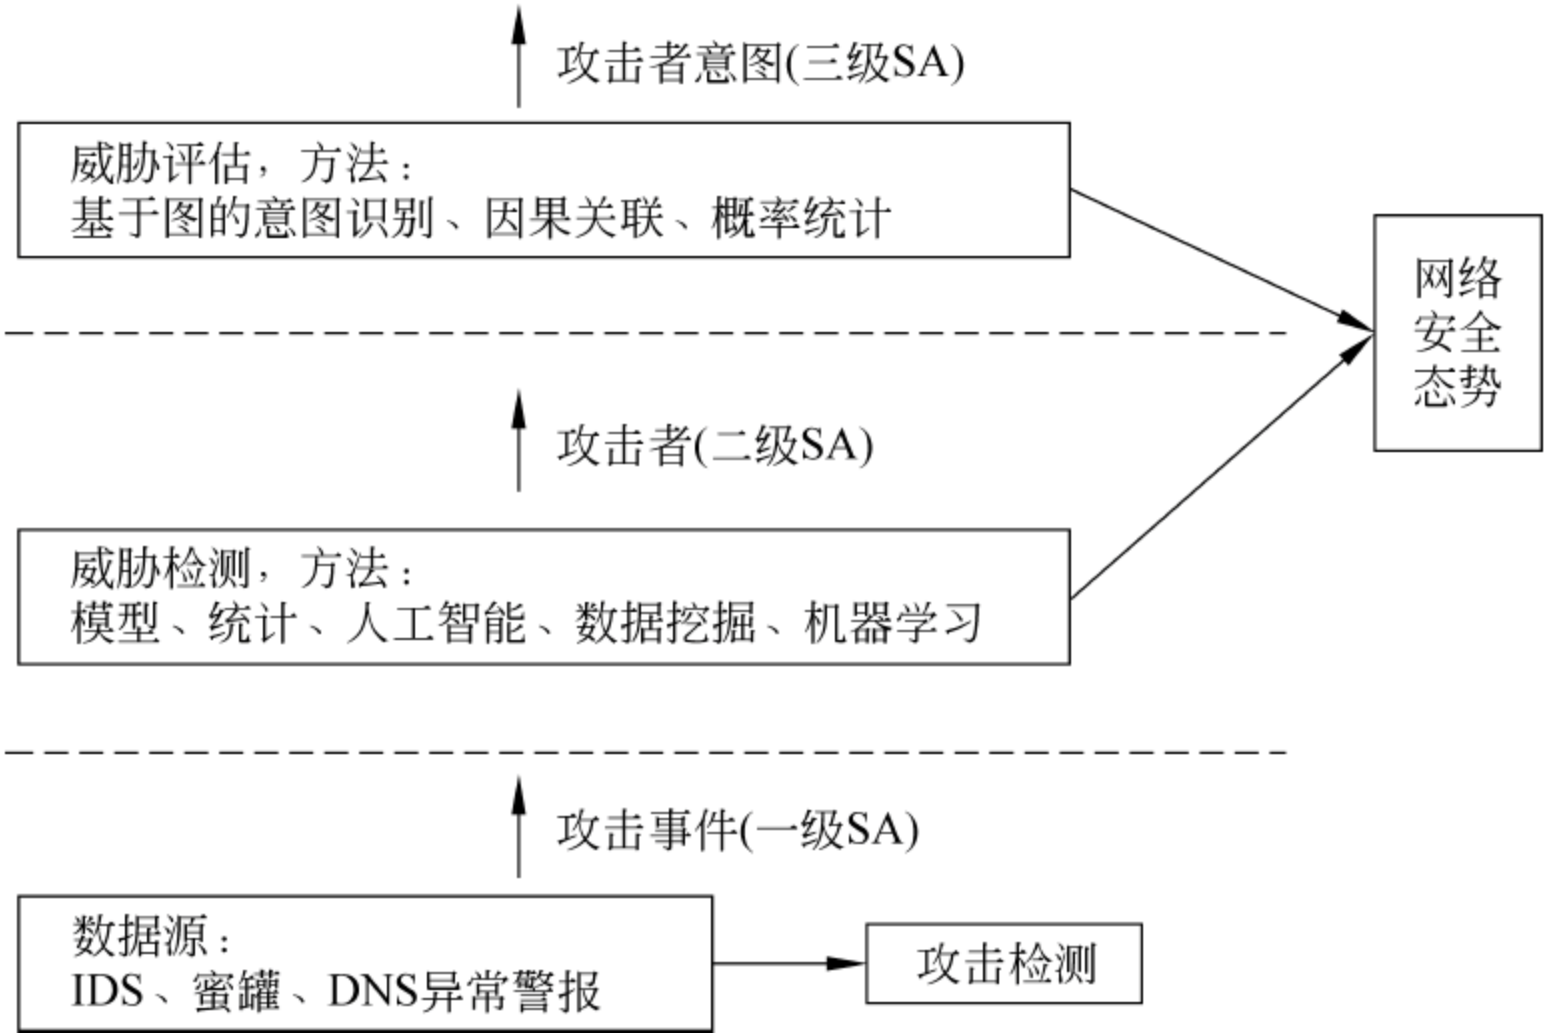 攻击者意图(三级SA)
威胁评估，方法：
基于图的意图识别、因果关联、概率统计
网络
安全
态势
攻击者(二级SA)
威胁检测，方法：
模型、统计、人工智能、数据挖掘、机器学习
攻击事件(一级SA)
数据源：
IDS、蜜罐、DNS异常警报
攻击检测